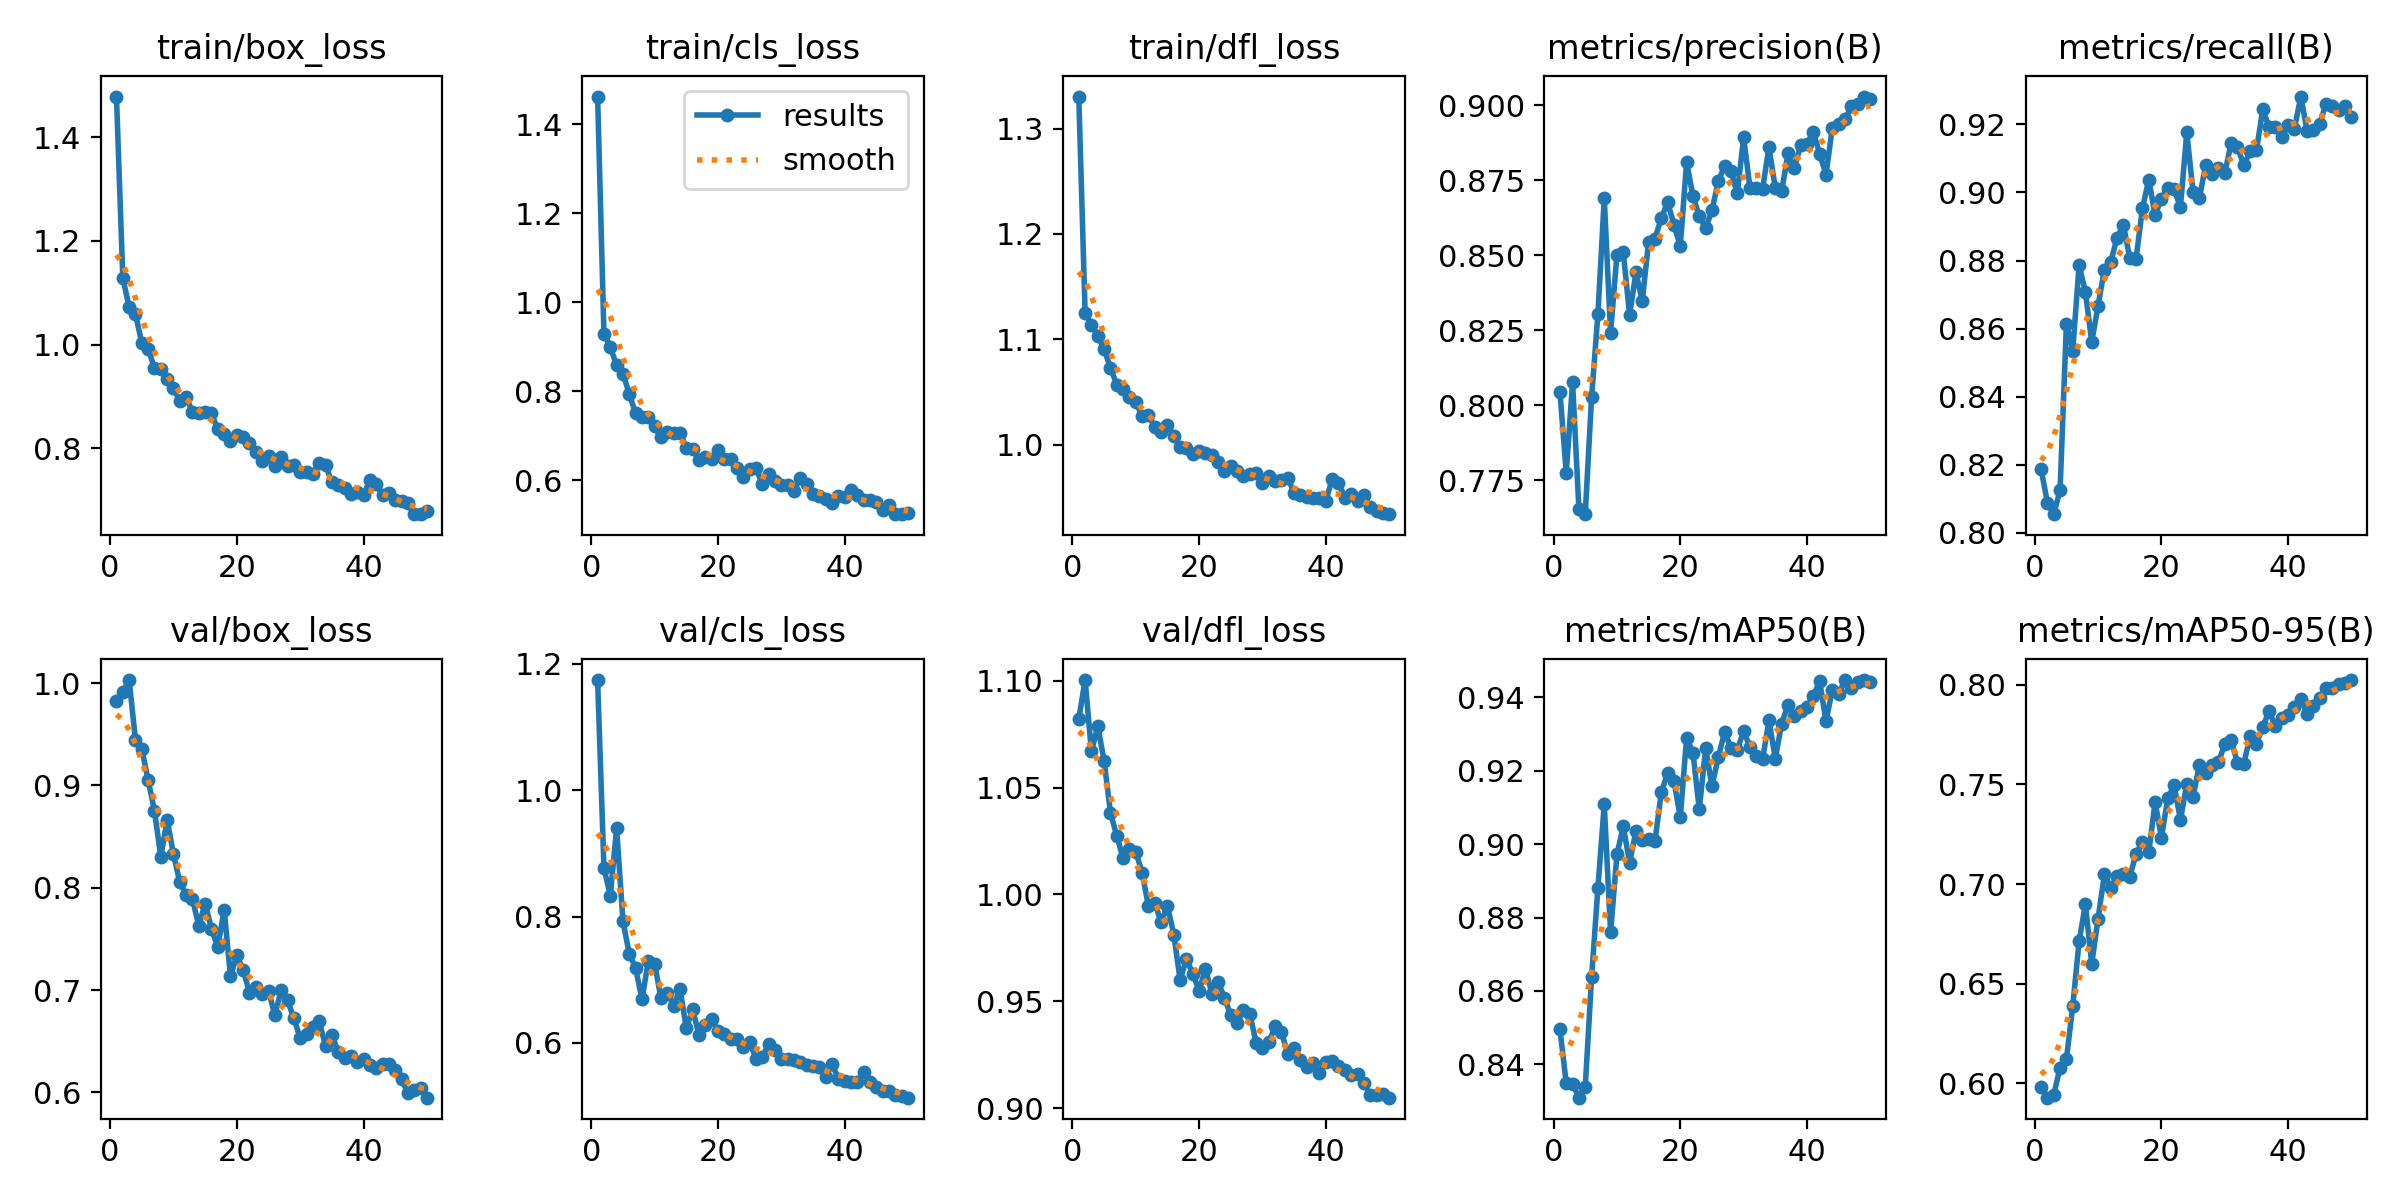 train/box_loss
train/cls_loss
train/dfl_loss
metrics/precision(B)
metrics/recall(B)
1.4
1.2
1.0
0.8
0 20 40
results
smooth
1.4
1.2
1.0
0.8
0.6
0 20 40
1.3
1.2
1.1
1.0
0 20 40
0.900
0.875
0.850
0.825
0.800
0.775
0 20 40
0.92
0.90
0.88
0.86
0.84
0.82
0.80
0 20 40
val/box_loss
val/cls_loss
val/dfl_loss
metrics/mAP50(B)
metrics/mAP50-95(B)
1.0
0.9
0.8
0.7
0.6
0 20 40
1.2
1.0
0.8
0.6
0 20 40
1.10
1.05
1.00
0.95
0.90
0 20 40
0.94
0.92
0.90
0.88
0.86
0.84
0 20 40
0.80
0.75
0.70
0.65
0.60
0 20 40